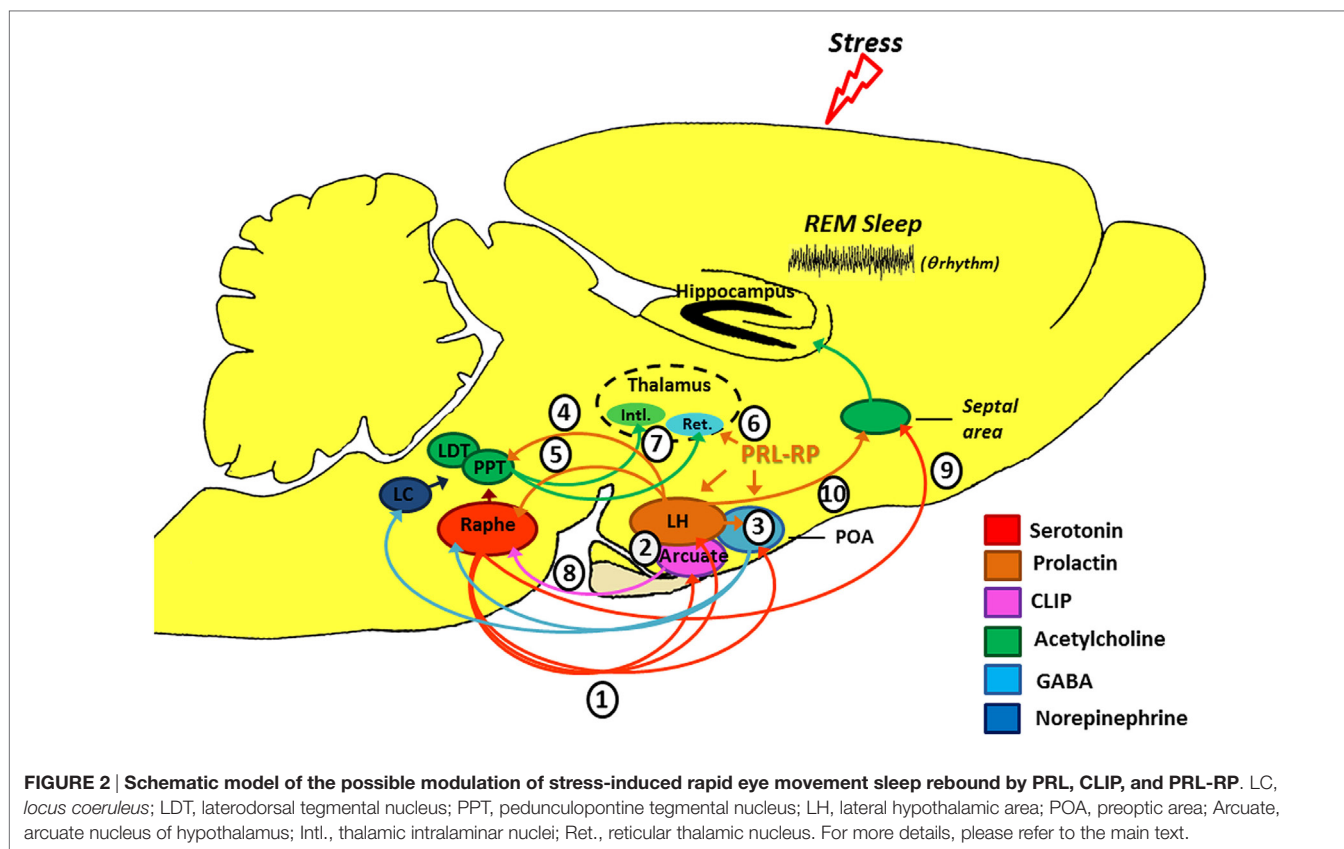 Stress
REM Sleep
(θrhythm)
Hippocampus
Thalamus
Intl.
Ret.
4
5
6
7
PRL-RP
Septal
area
LDT
PPT
LC
Raphe
LH
3
10
9
POA
2
Arcuate
8
1
Serotonin
Prolactin
CLIP
Acetylcholine
GABA
Norepinephrine
FIGURE 2 | Schematic model of the possible modulation of stress-induced rapid eye movement sleep rebound by PRL, CLIP, and PRL-RP. LC,
locus coeruleus; LDT, laterodorsal tegmental nucleus; PPT, pedunculopontine tegmental nucleus; LH, lateral hypothalamic area; POA, preoptic area; Arcuate,
arcuate nucleus of hypothalamus; Intl., thalamic intralaminar nuclei; Ret., reticular thalamic nucleus. For more details, please refer to the main text.